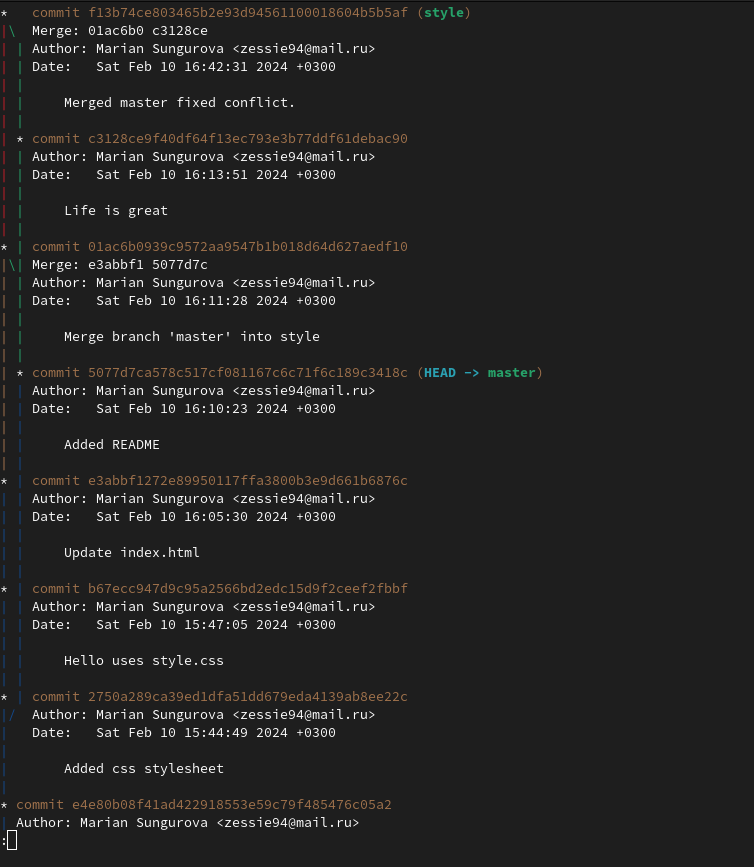 *   commit f13b74ce803465b2e93d94561100018604b5b5af (style)
|\  Merge: 01ac6b0 c3128ce
| | Author: Marian Sungurova <zessie94@mail.ru>
| | Date:   Sat Feb 10 16:42:31 2024 +0300
| |
| |     Merged master fixed conflict.
| |
| * commit c3128ce9f40df64f13ec793e3b77ddf61debac90
| | Author: Marian Sungurova <zessie94@mail.ru>
| | Date:   Sat Feb 10 16:13:51 2024 +0300
| |
| |     Life is great
| |
* | commit 01ac6b0939c9572aa9547b1b018d64d627aedf10
|\| Merge: e3abbf1 5077d7c
| | Author: Marian Sungurova <zessie94@mail.ru>
| | Date:   Sat Feb 10 16:11:28 2024 +0300
| |
| |     Merge branch 'master' into style
| |
| * commit 5077d7ca578c517cf081167c6c71f6c189c3418c (HEAD -> master)
| | Author: Marian Sungurova <zessie94@mail.ru>
| | Date:   Sat Feb 10 16:10:23 2024 +0300
| |
| |     Added README
| |
* | commit e3abbf1272e89950117ffa3800b3e9d661b6876c
| | Author: Marian Sungurova <zessie94@mail.ru>
| | Date:   Sat Feb 10 16:05:30 2024 +0300
| |
| |     Update index.html
| |
* | commit b67ecc947d9c95a2566bd2edc15d9f2ceef2fbbf
| | Author: Marian Sungurova <zessie94@mail.ru>
| | Date:   Sat Feb 10 15:47:05 2024 +0300
| |
| |     Hello uses style.css
| |
* | commit 2750a289ca39ed1dfa51dd679eda4139ab8ee22c
|/  Author: Marian Sungurova <zessie94@mail.ru>
|   Date:   Sat Feb 10 15:44:49 2024 +0300
|
|       Added css stylesheet
|
* commit e4e80b08f41ad422918553e59c79f485476c05a2
| Author: Marian Sungurova <zessie94@mail.ru>
: